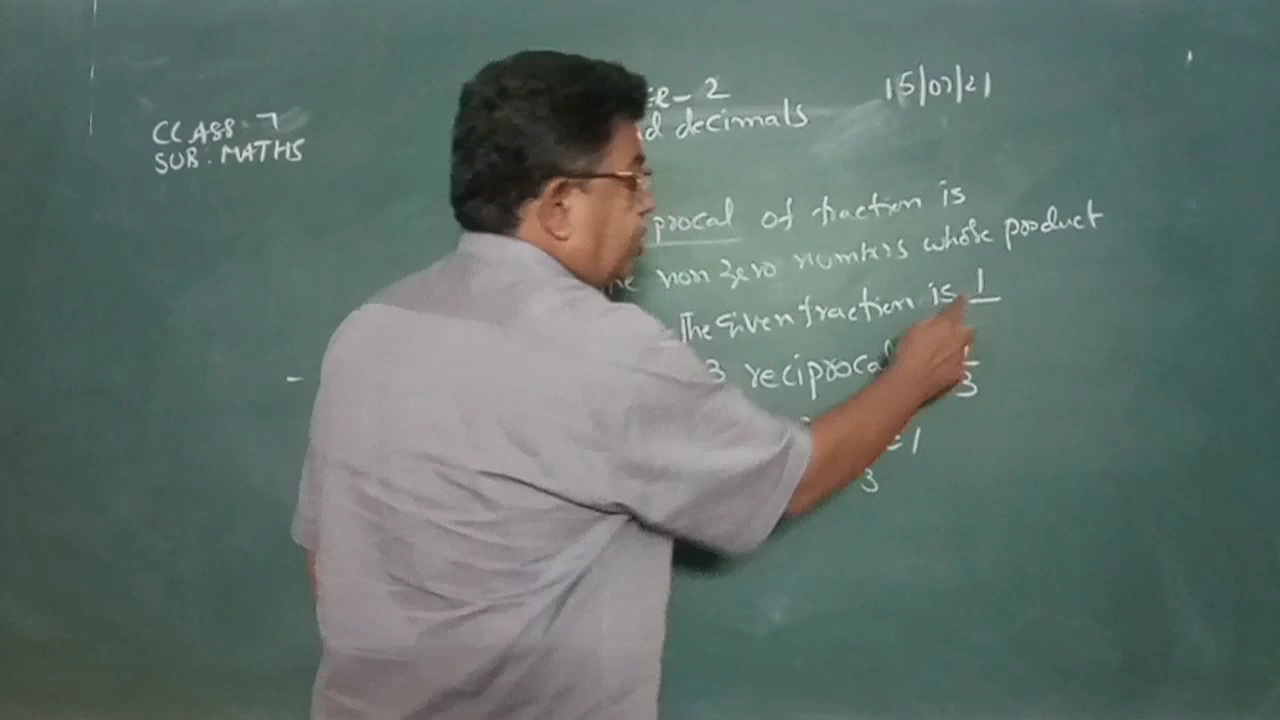 CLASS: 7
SUB: MATHS
15/07/21
- 2
decimals
procal of fraction is
non zero numbers whose product
The Given fraction is 1
3 reciprocal
3
= 1
3